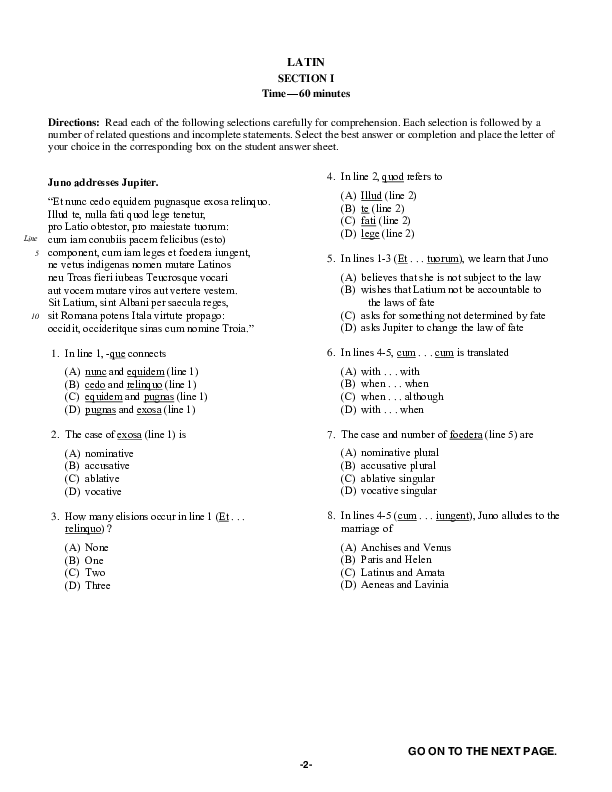 LATIN
SECTION I
Time—60 minutes
Directions: Read each of the following selections carefully for comprehension. Each selection is followed by a
number of related questions and incomplete statements. Select the best answer or completion and place the letter of
your choice in the corresponding box on the student answer sheet.
Juno addresses Jupiter.
“Et nunc cedo equidem pugnasque exosa relinquo.
Illud te, nulla fati quod lege tenetur,
pro Latio obtestor, pro maiestate tuorum:
Line cum iam conubiis pacem felicibus (esto)
5 component, cum iam leges et foedera iungent,
ne vetus indigenas nomen mutare Latinos
neu Troas fieri iubeas Teucrosque vocari
aut vocem mutare viros aut vertere vestem.
Sit Latium, sint Albani per saecula reges,
10 sit Romana potens Itala virtute propago:
occidit, occideritque sinas cum nomine Troia.”
1. In line 1, -que connects
(A) nunc and equidem (line 1)
(B) cedo and relinquo (line 1)
(C) equidem and pugnas (line 1)
(D) pugnas and exosa (line 1)
2. The case of exosa (line 1) is
(A) nominative
(B) accusative
(C) ablative
(D) vocative
3. How many elisions occur in line 1 (Et . . .
relinquo) ?
(A) None
(B) One
(C) Two
(D) Three
4. In line 2, quod refers to
(A) Illud (line 2)
(B) te (line 2)
(C) fati (line 2)
(D) lege (line 2)
5. In lines 1-3 (Et . . . tuorum), we learn that Juno
(A) believes that she is not subject to the law
(B) wishes that Latium not be accountable to
the laws of fate
(C) asks for something not determined by fate
(D) asks Jupiter to change the law of fate
6. In lines 4-5, cum . . . cum is translated
(A) with . . . with
(B) when . . . when
(C) when . . . although
(D) with . . . when
7. The case and number of foedera (line 5) are
(A) nominative plural
(B) accusative plural
(C) ablative singular
(D) vocative singular
8. In lines 4-5 (cum . . . iungent), Juno alludes to the
marriage of
(A) Anchises and Venus
(B) Paris and Helen
(C) Latinus and Amata
(D) Aeneas and Lavinia
GO ON TO THE NEXT PAGE.
-2-